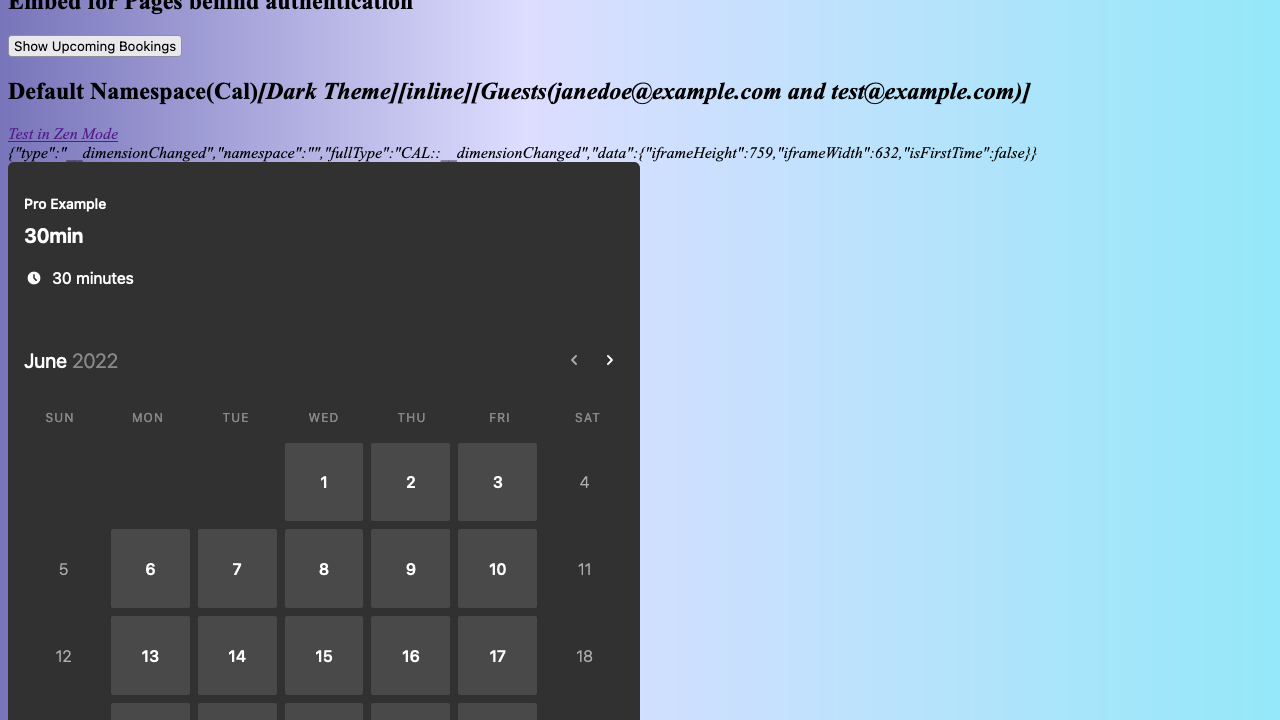 Embed for Pages behind authentication
Show Upcoming Bookings
Default Namespace(Cal)[Dark Theme][inline][Guests(janedoe@example.com and test@example.com)]
Test in Zen Mode
{"type":"__dimensionChanged","namespace":"","fullType":"CAL::__dimensionChanged","data":{"iframeHeight":759,"iframeWidth":632,"isFirstTime":false}}
Pro Example
30min
30 minutes
June 2022
SUN MON TUE WED THU FRI SAT
1 2 3 4
5 6 7 8 9 10 11
12 13 14 15 16 17 18